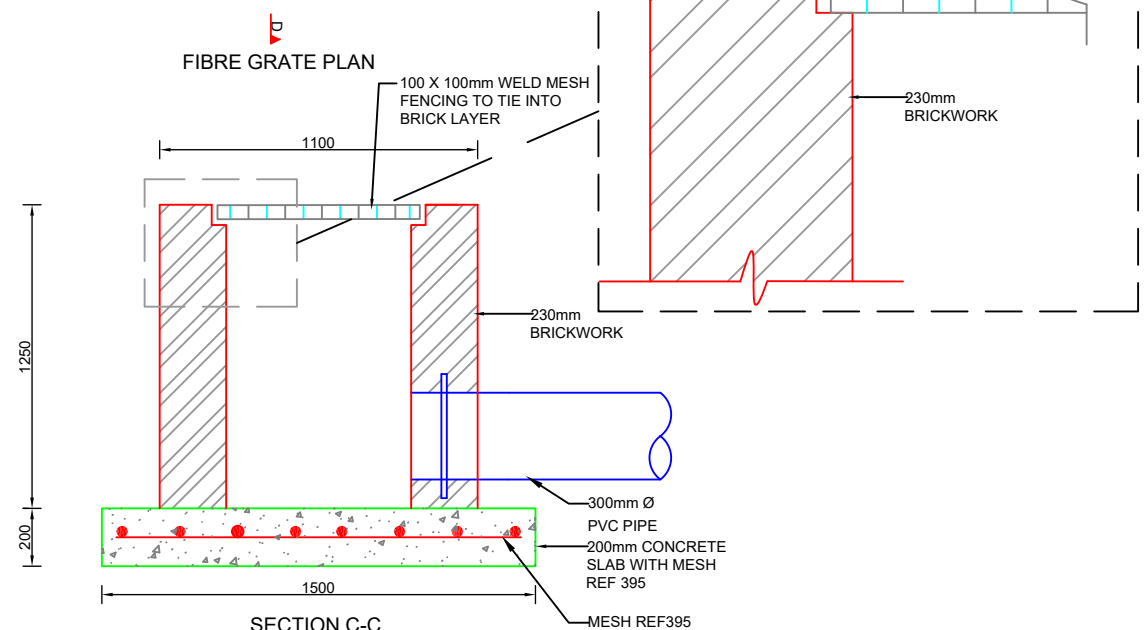 D
FIBRE GRATE PLAN
100 X 100mm WELD MESH
FENCING TO TIE INTO
BRICK LAYER
230mm
BRICKWORK
1100
1250
230mm
BRICKWORK
300mm Ø
PVC PIPE
200
200mm CONCRETE
SLAB WITH MESH
REF 395
1500
MESH REF395
SECTION C-C